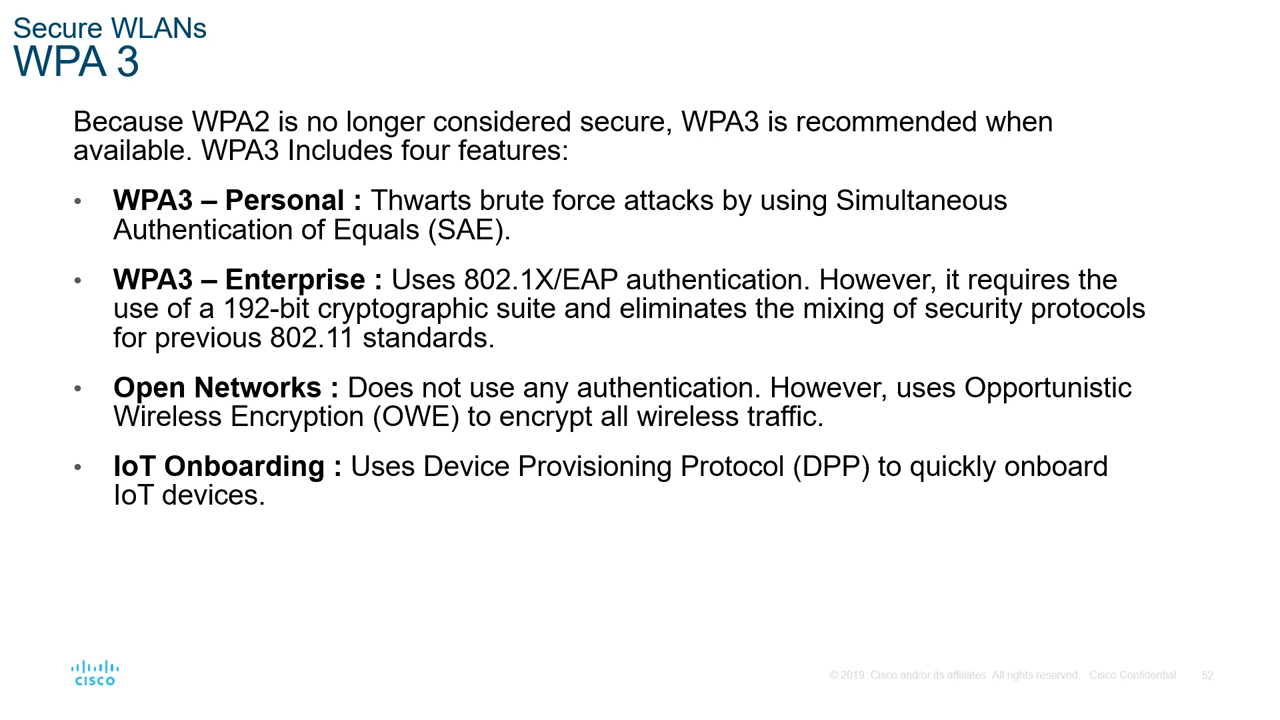 Secure WLANs
WPA 3
Because WPA2 is no longer considered secure, WPA3 is recommended when
available. WPA3 Includes four features:
• WPA3 – Personal : Thwarts brute force attacks by using Simultaneous
Authentication of Equals (SAE).
• WPA3 – Enterprise : Uses 802.1X/EAP authentication. However, it requires the
use of a 192-bit cryptographic suite and eliminates the mixing of security protocols
for previous 802.11 standards.
• Open Networks : Does not use any authentication. However, uses Opportunistic
Wireless Encryption (OWE) to encrypt all wireless traffic.
• IoT Onboarding : Uses Device Provisioning Protocol (DPP) to quickly onboard
IoT devices.
CISCO
© 2019 Cisco and/or its affiliates. All rights reserved. Cisco Confidential 52